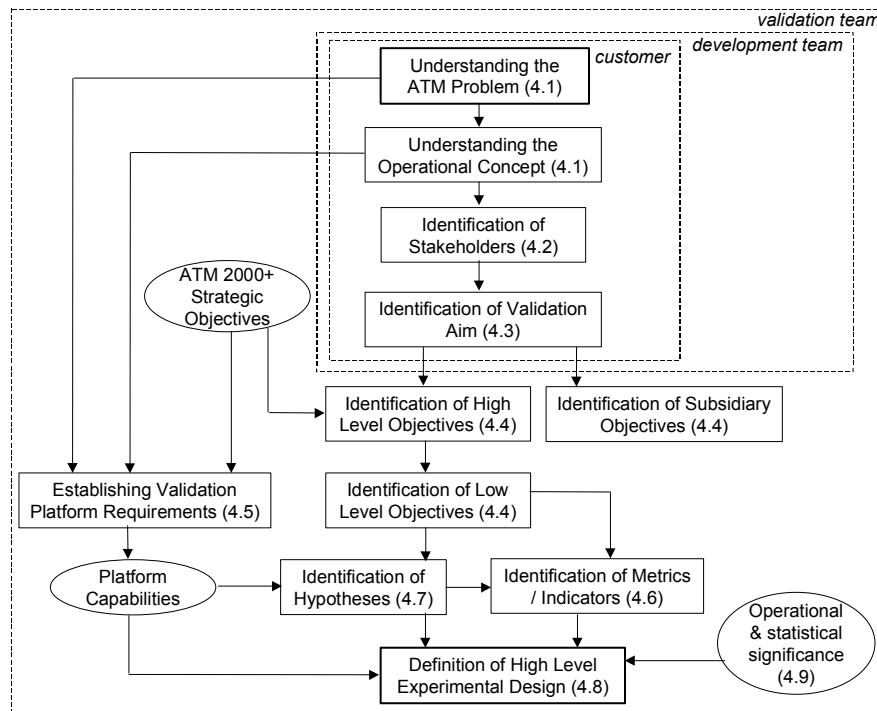 validation team
development team
customer
Understanding the
ATM Problem (4.1)
Understanding the
Operational Concept (4.1)
Identification of
Stakeholders (4.2)
ATM 2000+
Strategic
Objectives
Identification of Validation
Aim (4.3)
Identification of High
Level Objectives (4.4)
Identification of Subsidiary
Objectives (4.4)
Establishing Validation
Platform Requirements (4.5)
Identification of Low
Level Objectives (4.4)
Platform
Capabilities
Identification of
Hypotheses (4.7)
Identification of Metrics
/ Indicators (4.6)
Operational
& statistical
significance
(4.9)
Definition of High Level
Experimental Design (4.8)